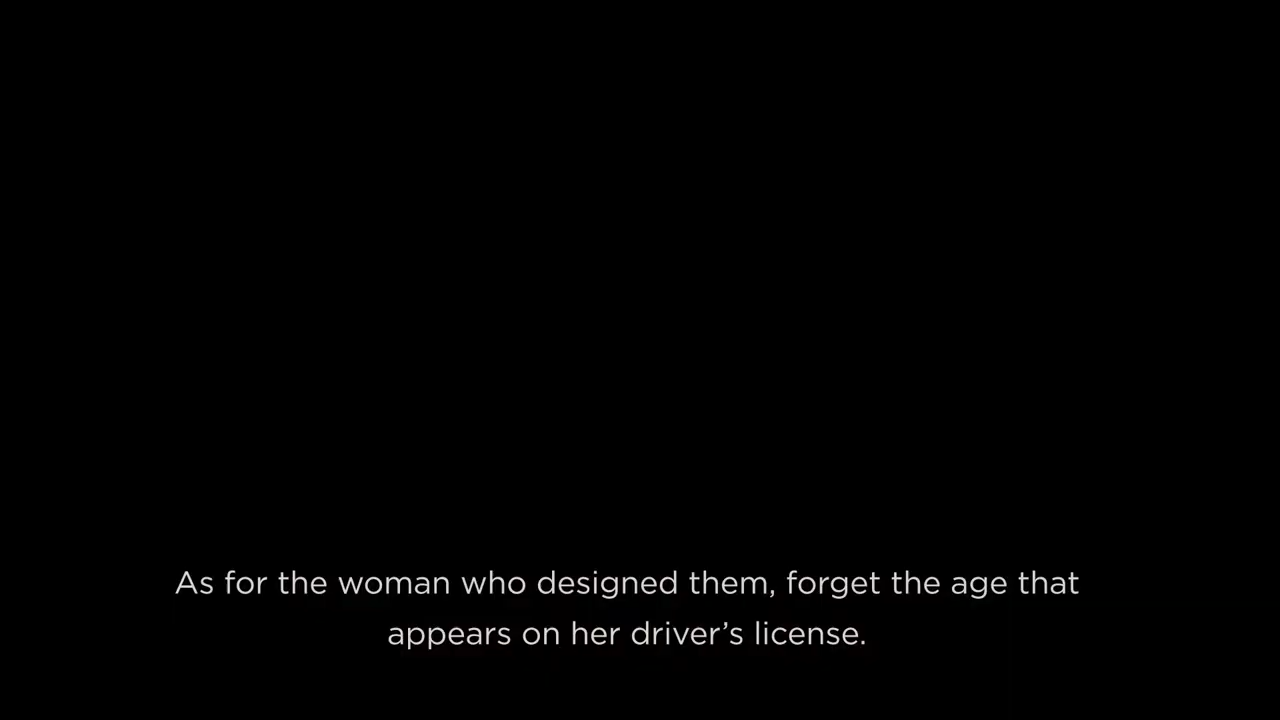 As for the woman who designed them, forget the age that
appears on her driver’s license.